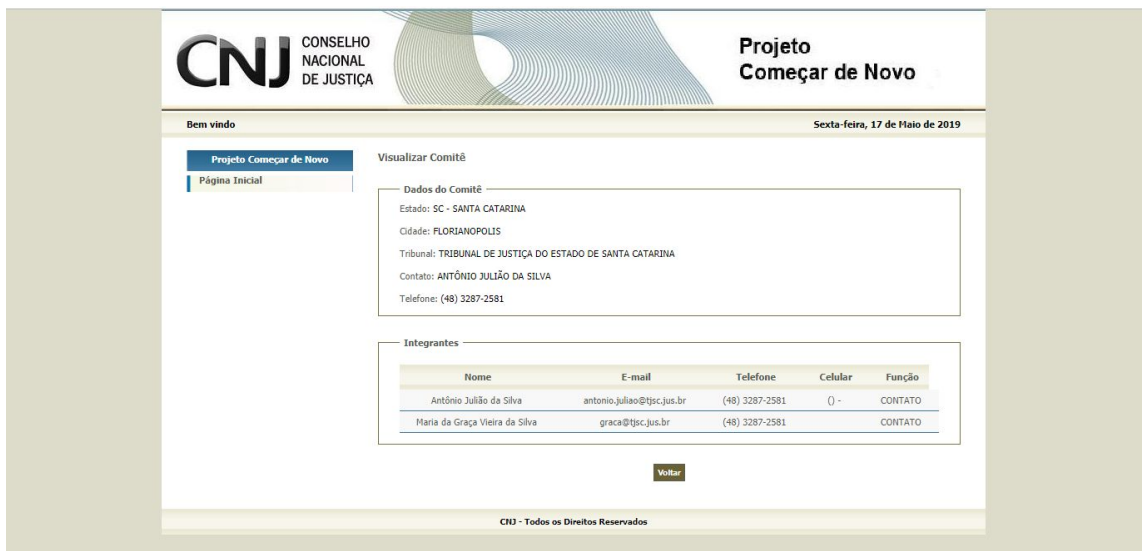 CNJ CONSELHO
NACIONAL
DE JUSTIÇA
Projeto
Começar de Novo
Bem vindo
Sexta-feira, 17 de Maio de 2019
Projeto Começar de Novo
Página Inicial
Visualizar Comitê
Dados do Comitê
Estado: SC - SANTA CATARINA
Cidade: FLORIANOPOLIS
Tribunal: TRIBUNAL DE JUSTIÇA DO ESTADO DE SANTA CATARINA
Contato: ANTÔNIO JULIÃO DA SILVA
Telefone: (48) 3287-2581
Integrantes
Nome E-mail Telefone Celular Função
Antônio Julião da Silva antonio.juliao@tjsc.jus.br (48) 3287-2581 () - CONTATO
Maria da Graça Vieira da Silva graca@tjsc.jus.br (48) 3287-2581 CONTATO
Voltar
CNJ - Todos os Direitos Reservados